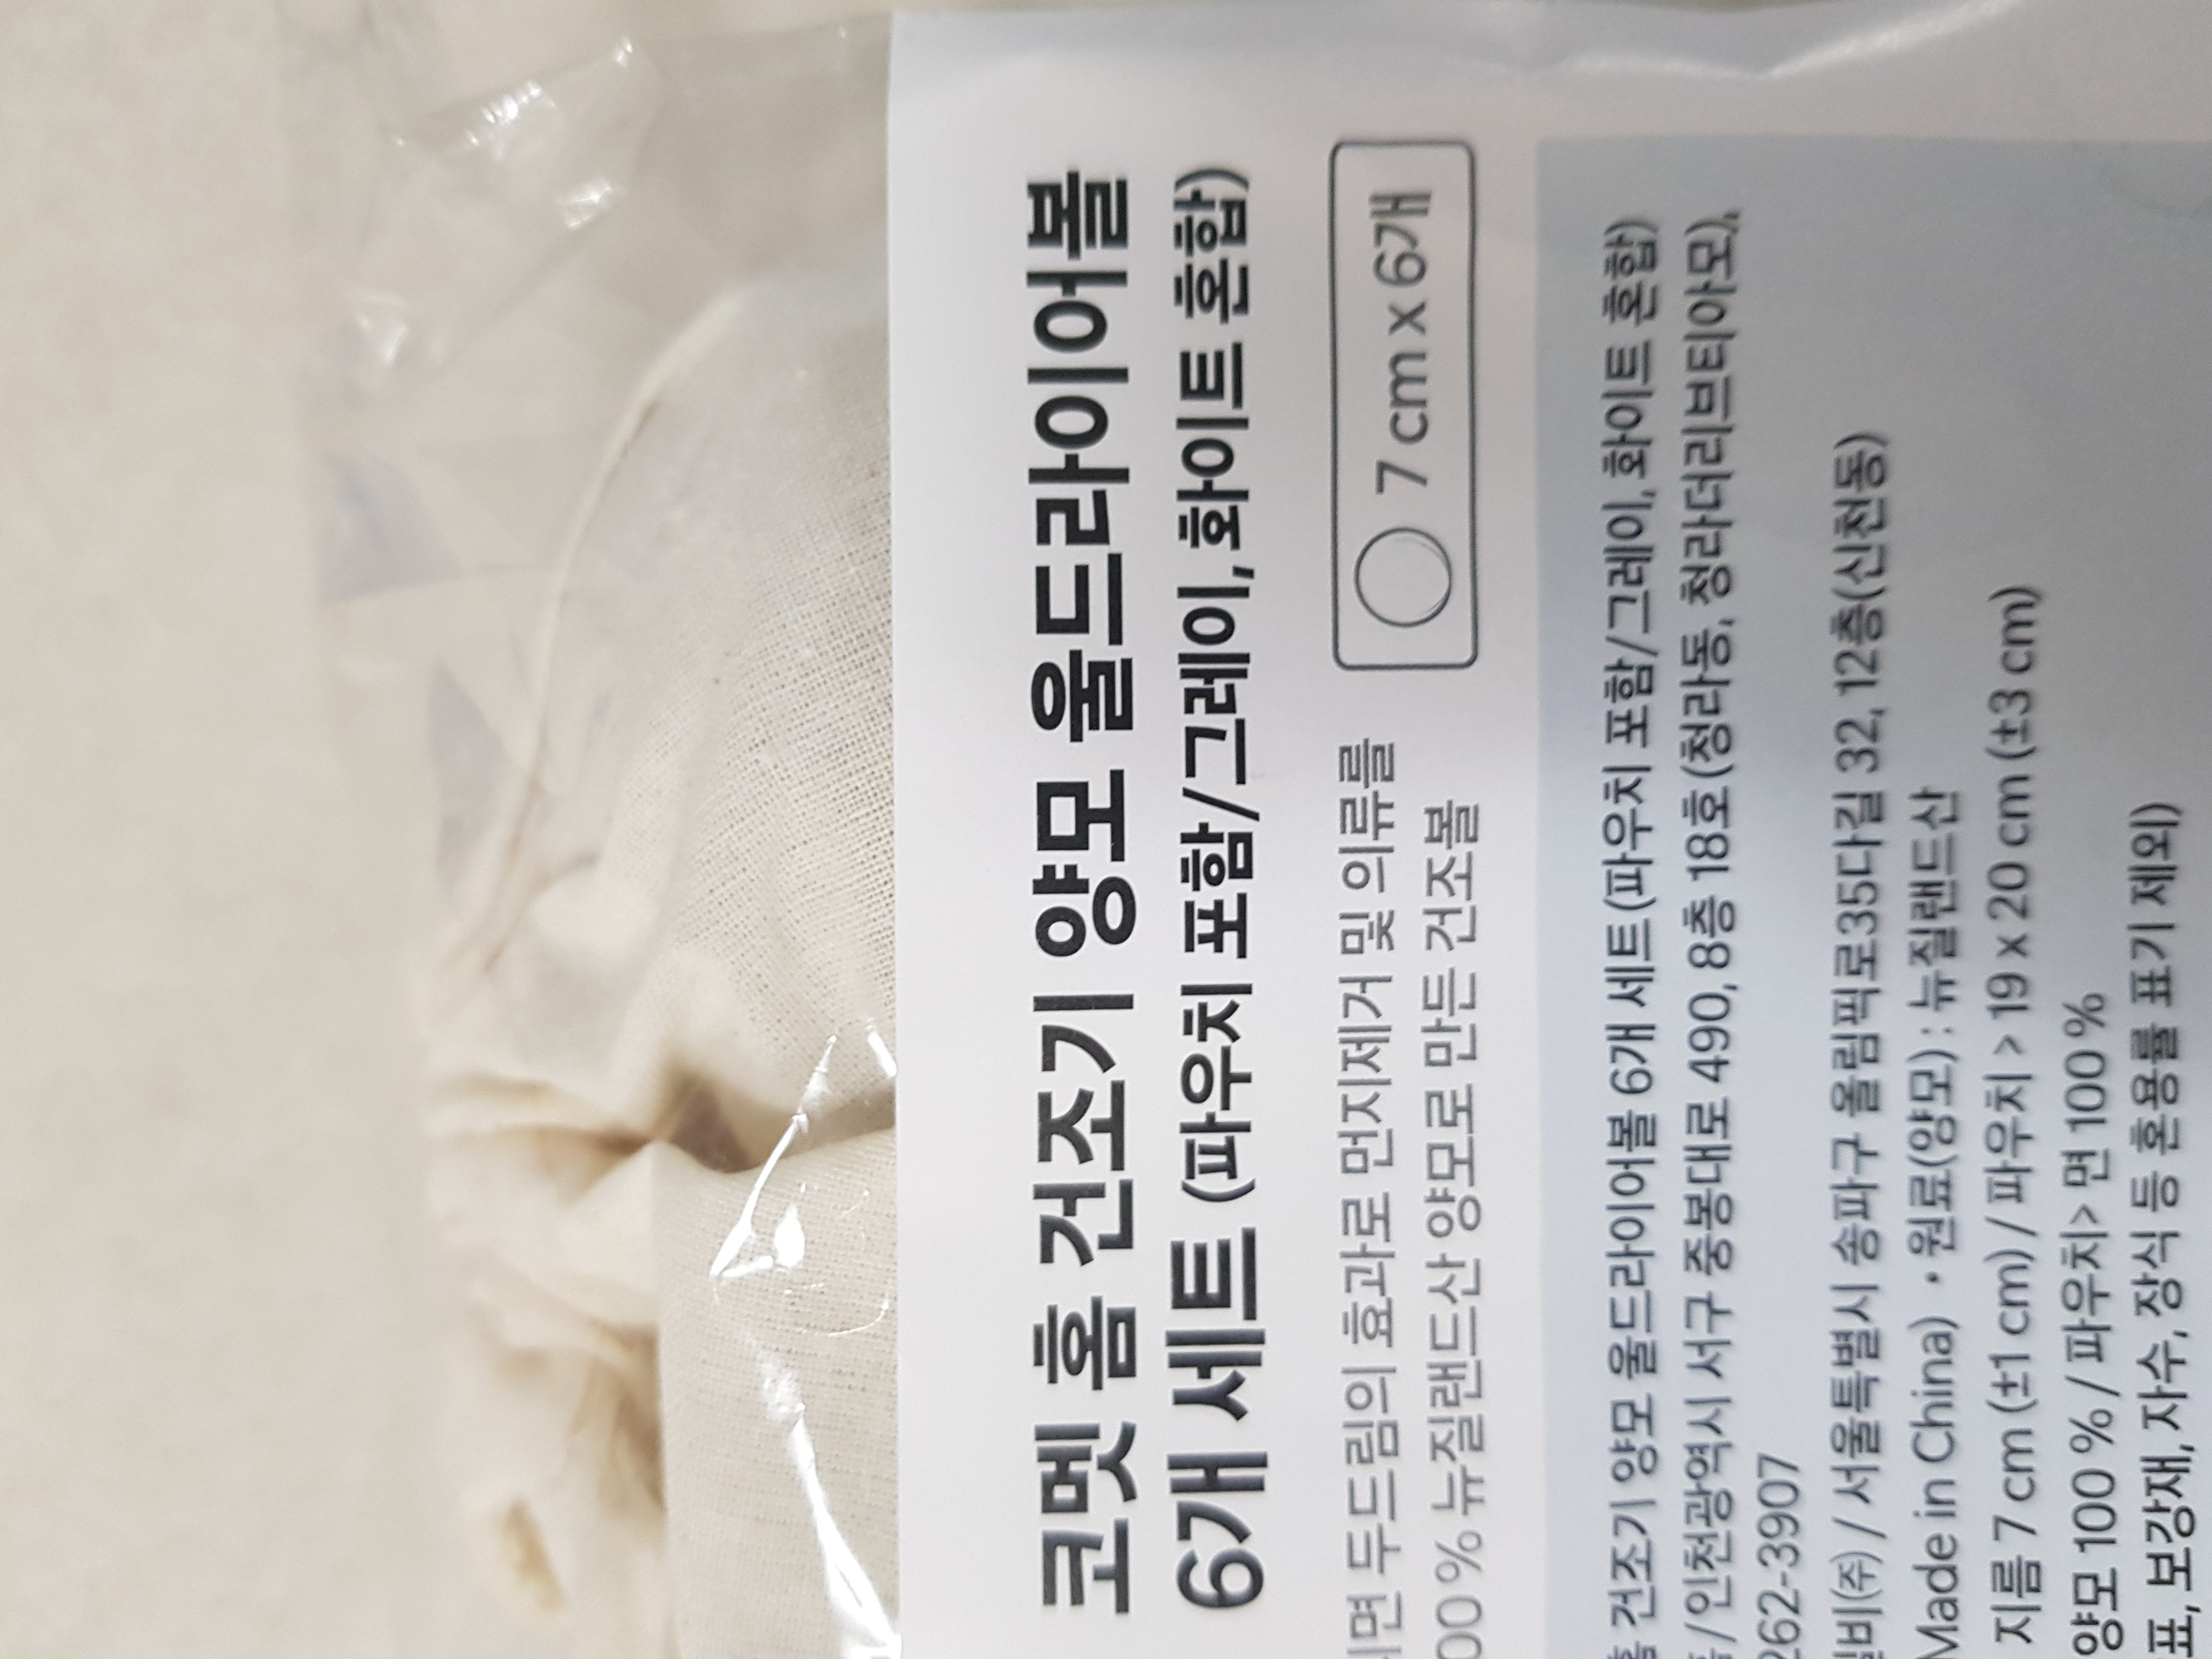 코멧 홈 건조기 양모 울드라이어볼
6개 세트 (파우치 포함/그레이, 화이트 혼합)
면 두드림의 효과로 먼지제거 및 의류를
00 % 뉴질랜드산 양모로 만든 건조볼
7 cm x 6개
홈 건조기 양모 울드라이어볼 6개 세트(파우치 포함/그레이, 화이트 혼합)
/ 인천광역시 서구 중봉대로 490, 8층 18호(청라동, 청라더리브티아모),
262-3907
(주) / 서울특별시 송파구 올림픽로35다길 32, 12층(신천동)
Made in China) • 원료(양모) : 뉴질랜드산
지름 7 cm (±1 cm) / 파우치 > 19 x 20 cm (±3 cm)
양모 100 % / 파우치> 면 100 %
표, 보강재, 자수, 장식 등 혼용률 표기 제외)